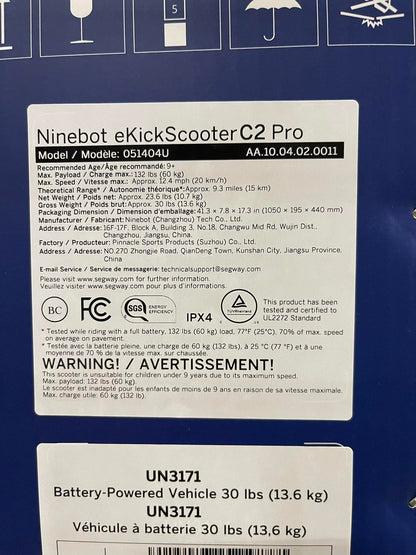 5
Ninebot eKickScooter C2 Pro
Model / Modèle: 051404U AA.10.04.02.0011
Recommended Age/Âge recommandé: 9+
Max. Payload / Charge max.: 132 lbs (60 kg)
Max. Speed / Vitesse max.: Approx. 12.4 mph (20 km/h)
Theoretical Range* / Autonomie théorique*: Approx. 9.3 miles (15 km)
Net Weight / Poids net: Approx. 23.6 lbs (10.7 kg)
Gross Weight / Poids brut: Approx. 30 lbs (13.6 kg)
Packaging Dimension / Dimension d'emballage: 41.3 × 7.8 × 17.3 in (1050 × 195 × 440 mm)
Manufacturer / Fabricant: Ninebot (Changzhou) Tech Co., Ltd.
Address / Adresse: 16F-17F, Block A, Building 3, No.18, Changwu Mid Rd, Wujin Dist.,
Changzhou, Jiangsu, China.
Factory / Producteur: Pinnacle Sports Products (Suzhou) Co., Ltd.
Address / Adresse: NO.270 Zhongjie Road, QianDeng Town, Kunshan City, Jiangsu Province,
China
E-mail Service / Service de messagerie: technicalsupport@segway.com
Please visit www.segway.com for further information.
Veuillez visiter www.segway.com pour plus d'informations.
BC FC SGS ENERGY EFFICIENCY IPX4 This product has been
tested and certified to
UL2272 Standard
* Tested while riding with a full battery, 132 lbs (60 kg) load, 77°F (25°C), 70% of max. speed
on average on pavement.
* Testée avec la batterie pleine, une charge de 60 kg (132 lbs), à 25 °C (77 °F) et à une
moyenne de 70 % de la vitesse max. sur chaussée.
WARNING! / AVERTISSEMENT!
This scooter is unsuitable for children under 9 years due to its maximum speed.
Max. payload: 132 lbs (60 kg).
Le scooter est inadapté pour les enfants de moins de 9 ans en raison de sa vitesse maximale.
Max. charge utile: 60 kg (132 lb).
UN3171
Battery-Powered Vehicle 30 lbs (13.6 kg)
UN3171
Véhicule à batterie 30 lbs (13,6 kg)